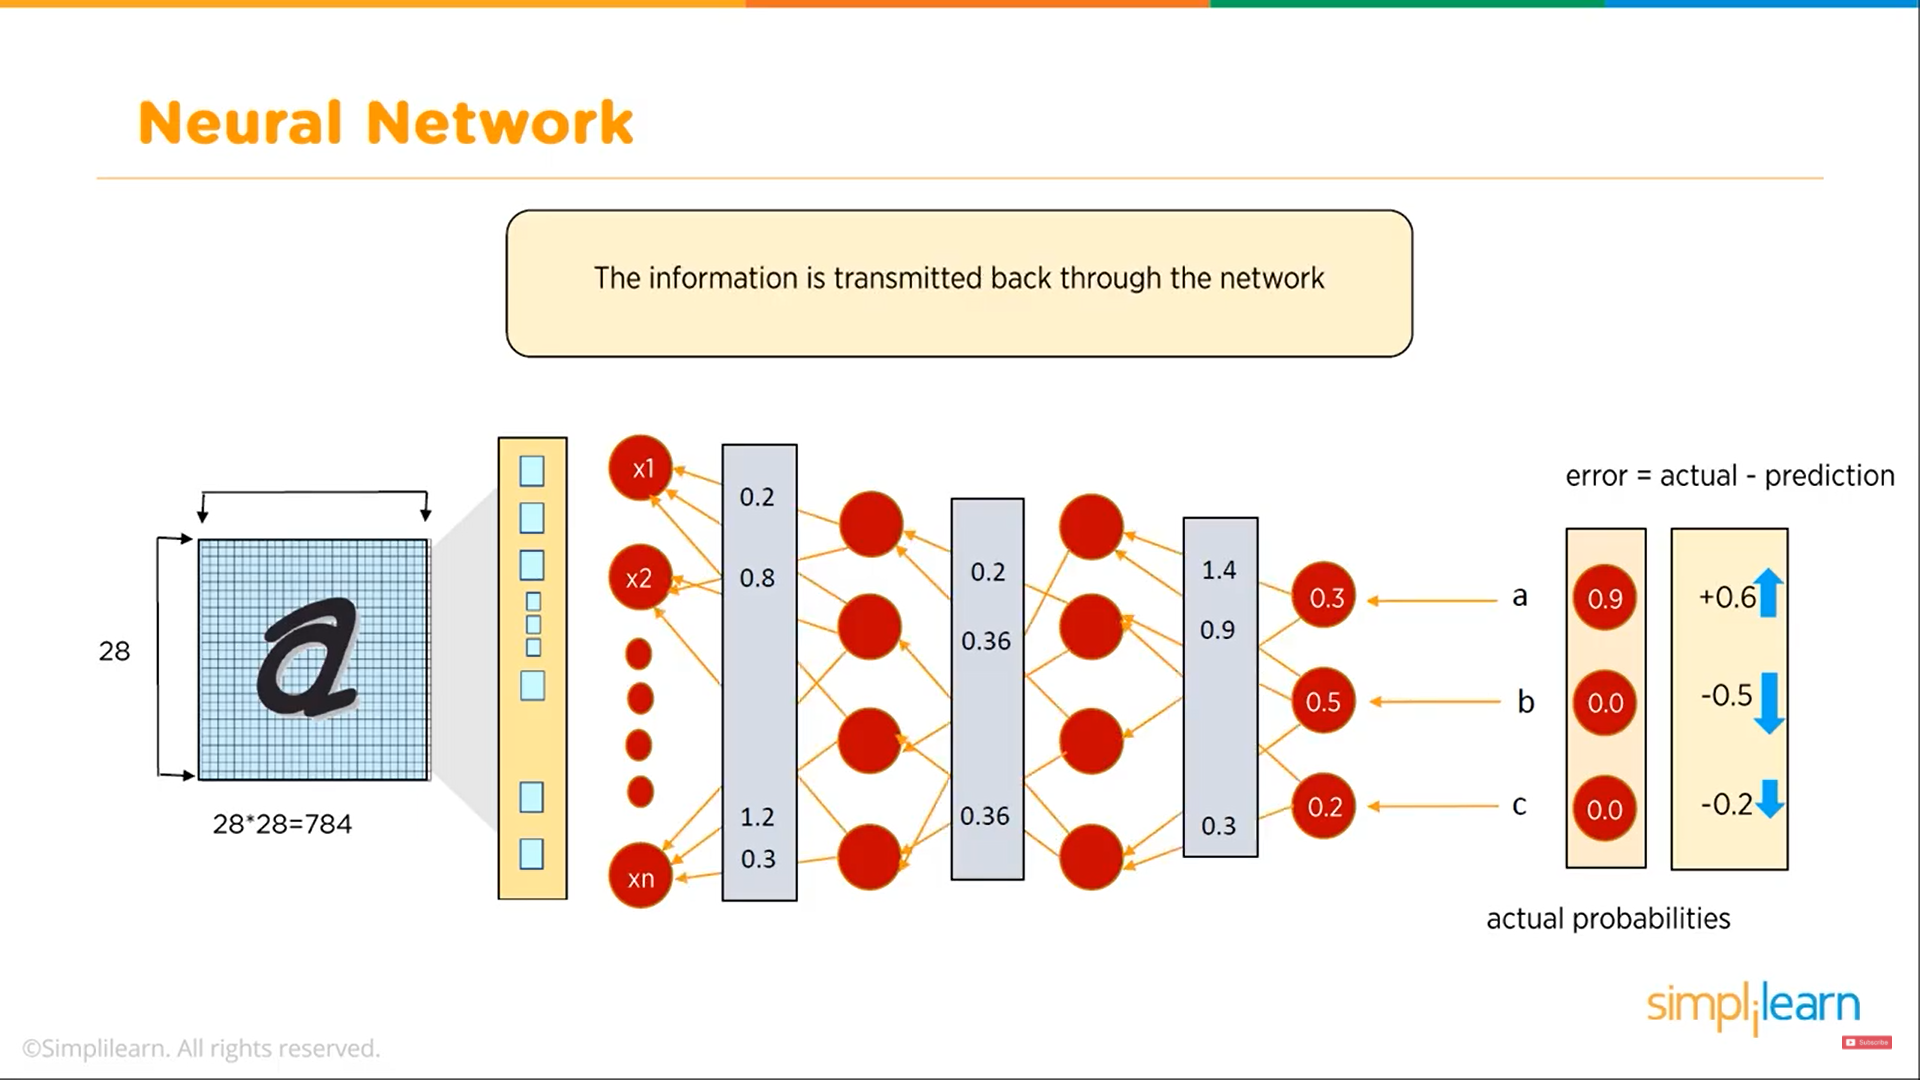 Neural Network
The information is transmitted back through the network
error = actual - prediction
28
a
28*28=784
x1
x2
xn
0.2
0.8
1.2
0.3
0.2
0.36
0.36
1.4
0.9
0.3
0.3
0.5
0.2
a
b
c
0.9
0.0
0.0
+0.6
-0.5
-0.2
actual probabilities
simplilearn
Subscribe
©Simplilearn. All rights reserved.